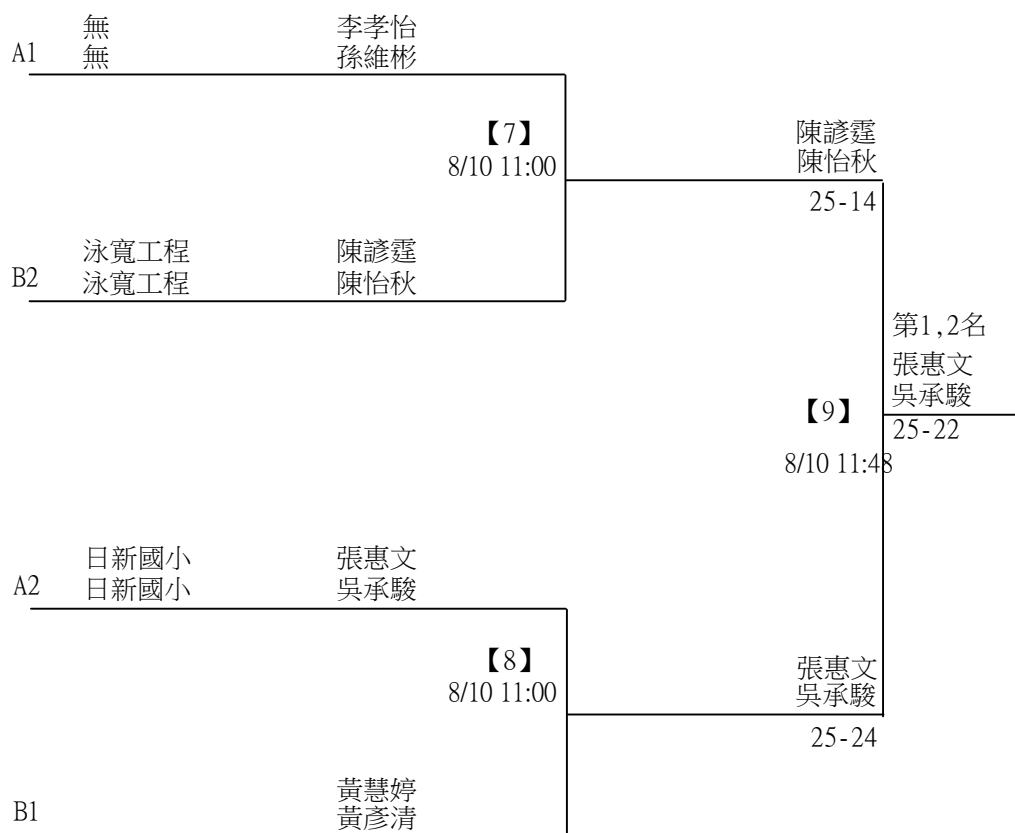 無 李孝怡
A1 無 孫維彬
【7】
8/10 11:00
陳諺霆
陳怡秋
25-14
泳寬工程 陳諺霆
B2 泳寬工程 陳怡秋
第1,2名
張惠文
吳承駿
【9】
25-22
8/10 11:48
日新國小 張惠文
A2 日新國小 吳承駿
【8】
8/10 11:00
張惠文
吳承駿
25-24
黃慧婷
B1 黃彥清